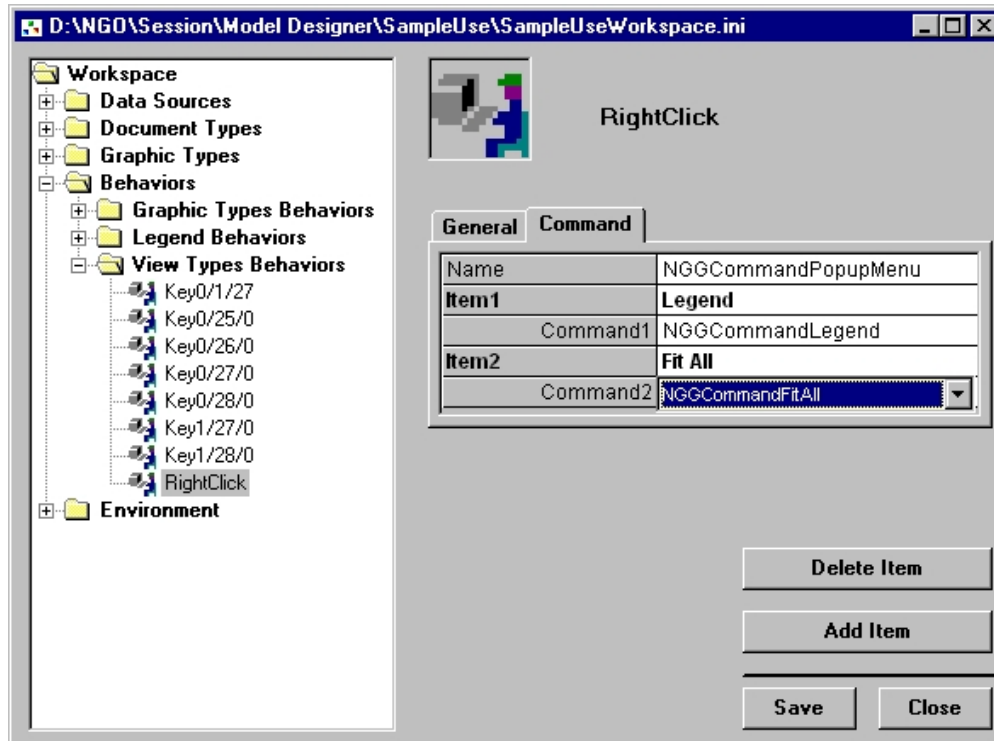 D:\NGO\Session\Model Designer\SampleUse\SampleUseWorkspace.ini
Workspace
Data Sources
Document Types
Graphic Types
Behaviors
Graphic Types Behaviors
Legend Behaviors
View Types Behaviors
Key0/1/27
Key0/25/0
Key0/26/0
Key0/27/0
Key0/28/0
Key1/27/0
Key1/28/0
RightClick
Environment
RightClick
General Command
Name NGGCommandPopupMenu
Item1 Legend
Command1 NGGCommandLegend
Item2 Fit All
Command2 NGGCommandFitAll
Delete Item
Add Item
Save Close